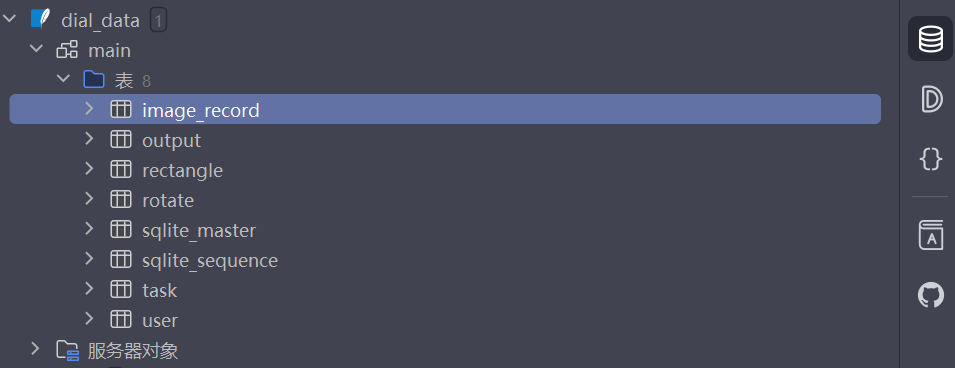 dial_data 1
main
表 8
image_record
output
rectangle
rotate
sqlite_master
sqlite_sequence
task
user
服务器对象